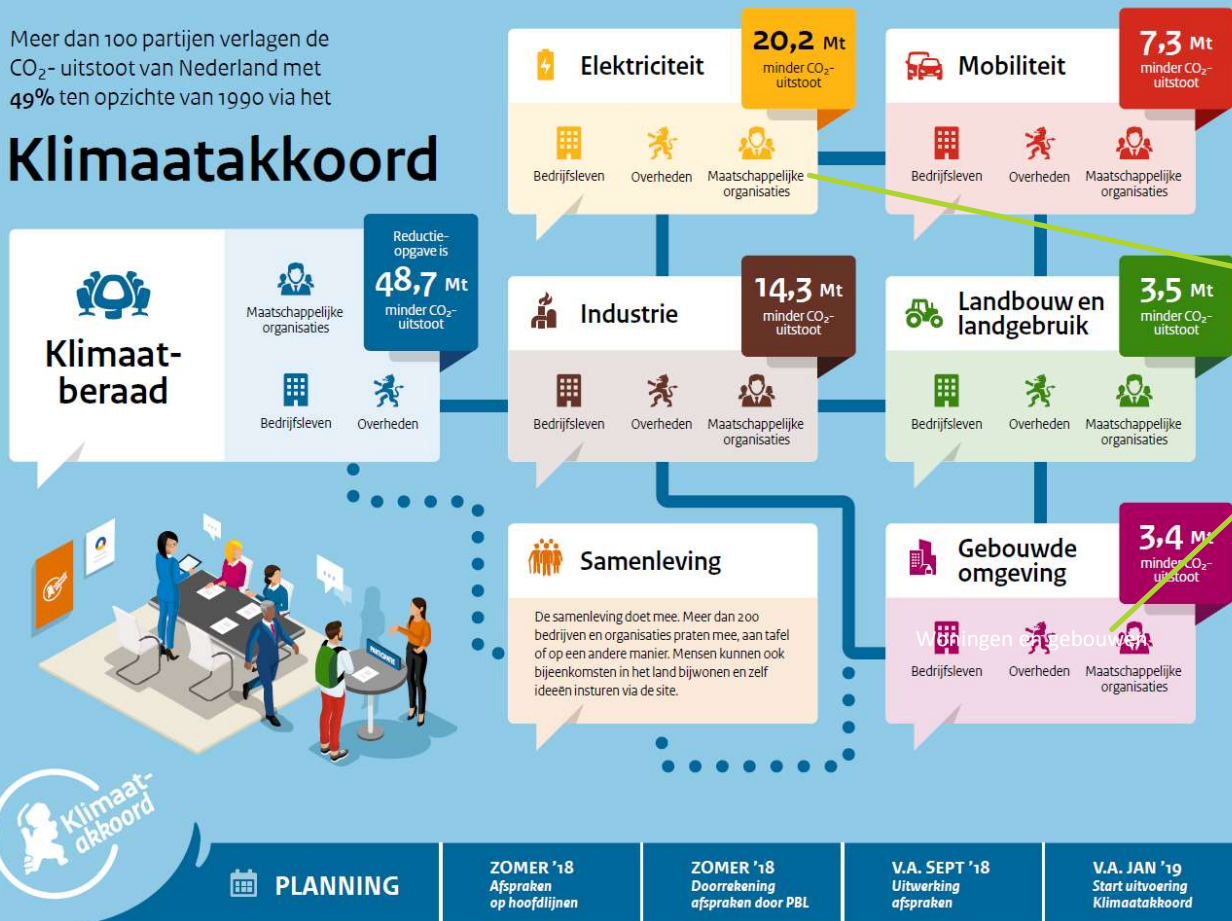 Meer dan 100 partijen verlagen de
CO₂- uitstoot van Nederland met
49% ten opzichte van 1990 via het
Klimaatakkoord
Klimaat-
beraad
Maatschappelijke
organisaties
Bedrijfsleven
Overheden
Reductie-
opgave is
48,7 Mt
minder CO₂-
uitstoot
Elektriciteit
20,2 Mt
minder CO₂-
uitstoot
Bedrijfsleven
Overheden
Maatschappelijke
organisaties
Mobiliteit
7,3 Mt
minder CO₂-
uitstoot
Bedrijfsleven
Overheden
Maatschappelijke
organisaties
Industrie
14,3 Mt
minder CO₂-
uitstoot
Bedrijfsleven
Overheden
Maatschappelijke
organisaties
Landbouw en
landgebruik
3,5 Mt
minder CO₂-
uitstoot
Bedrijfsleven
Overheden
Maatschappelijke
organisaties
Samenleving
De samenleving doet mee. Meer dan 200
bedrijven en organisaties praten mee, aan tafel
of op een andere manier. Mensen kunnen ook
bijeenkomsten in het land bijwonen en zelf
ideeën insturen via de site.
Gebouwde
omgeving
3,4 Mt
minder CO₂-
uitstoot
Woningen en gebouwen
Bedrijfsleven
Overheden
Maatschappelijke
organisaties
Klimaat-
akkoord
PLANNING
ZOMER '18
Afspraken
op hoofdlijnen
ZOMER '18
Doorrekening
afspraken door PBL
V.A. SEPT '18
Uitwerking
afspraken
V.A. JAN '19
Start uitvoering
Klimaatakkoord